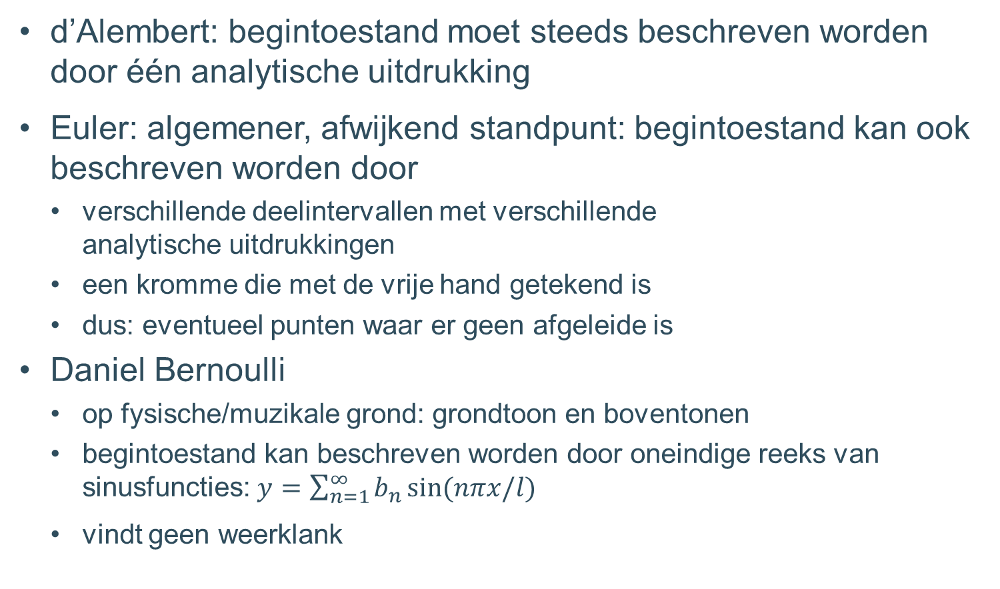 • d’Alembert: begintoestand moet steeds beschreven worden
door één analytische uitdrukking
• Euler: algemener, afwijkend standpunt: begintoestand kan ook
beschreven worden door
• verschillende deelintervallen met verschillende
analytische uitdrukkingen
• een kromme die met de vrije hand getekend is
• dus: eventueel punten waar er geen afgeleide is
• Daniel Bernoulli
• op fysische/muzikale grond: grondtoon en boventonen
• begintoestand kan beschreven worden door oneindige reeks van
sinusfuncties: y = ∑_{n=1}^{∞} b_n sin(nπx/l)
• vindt geen weerklank